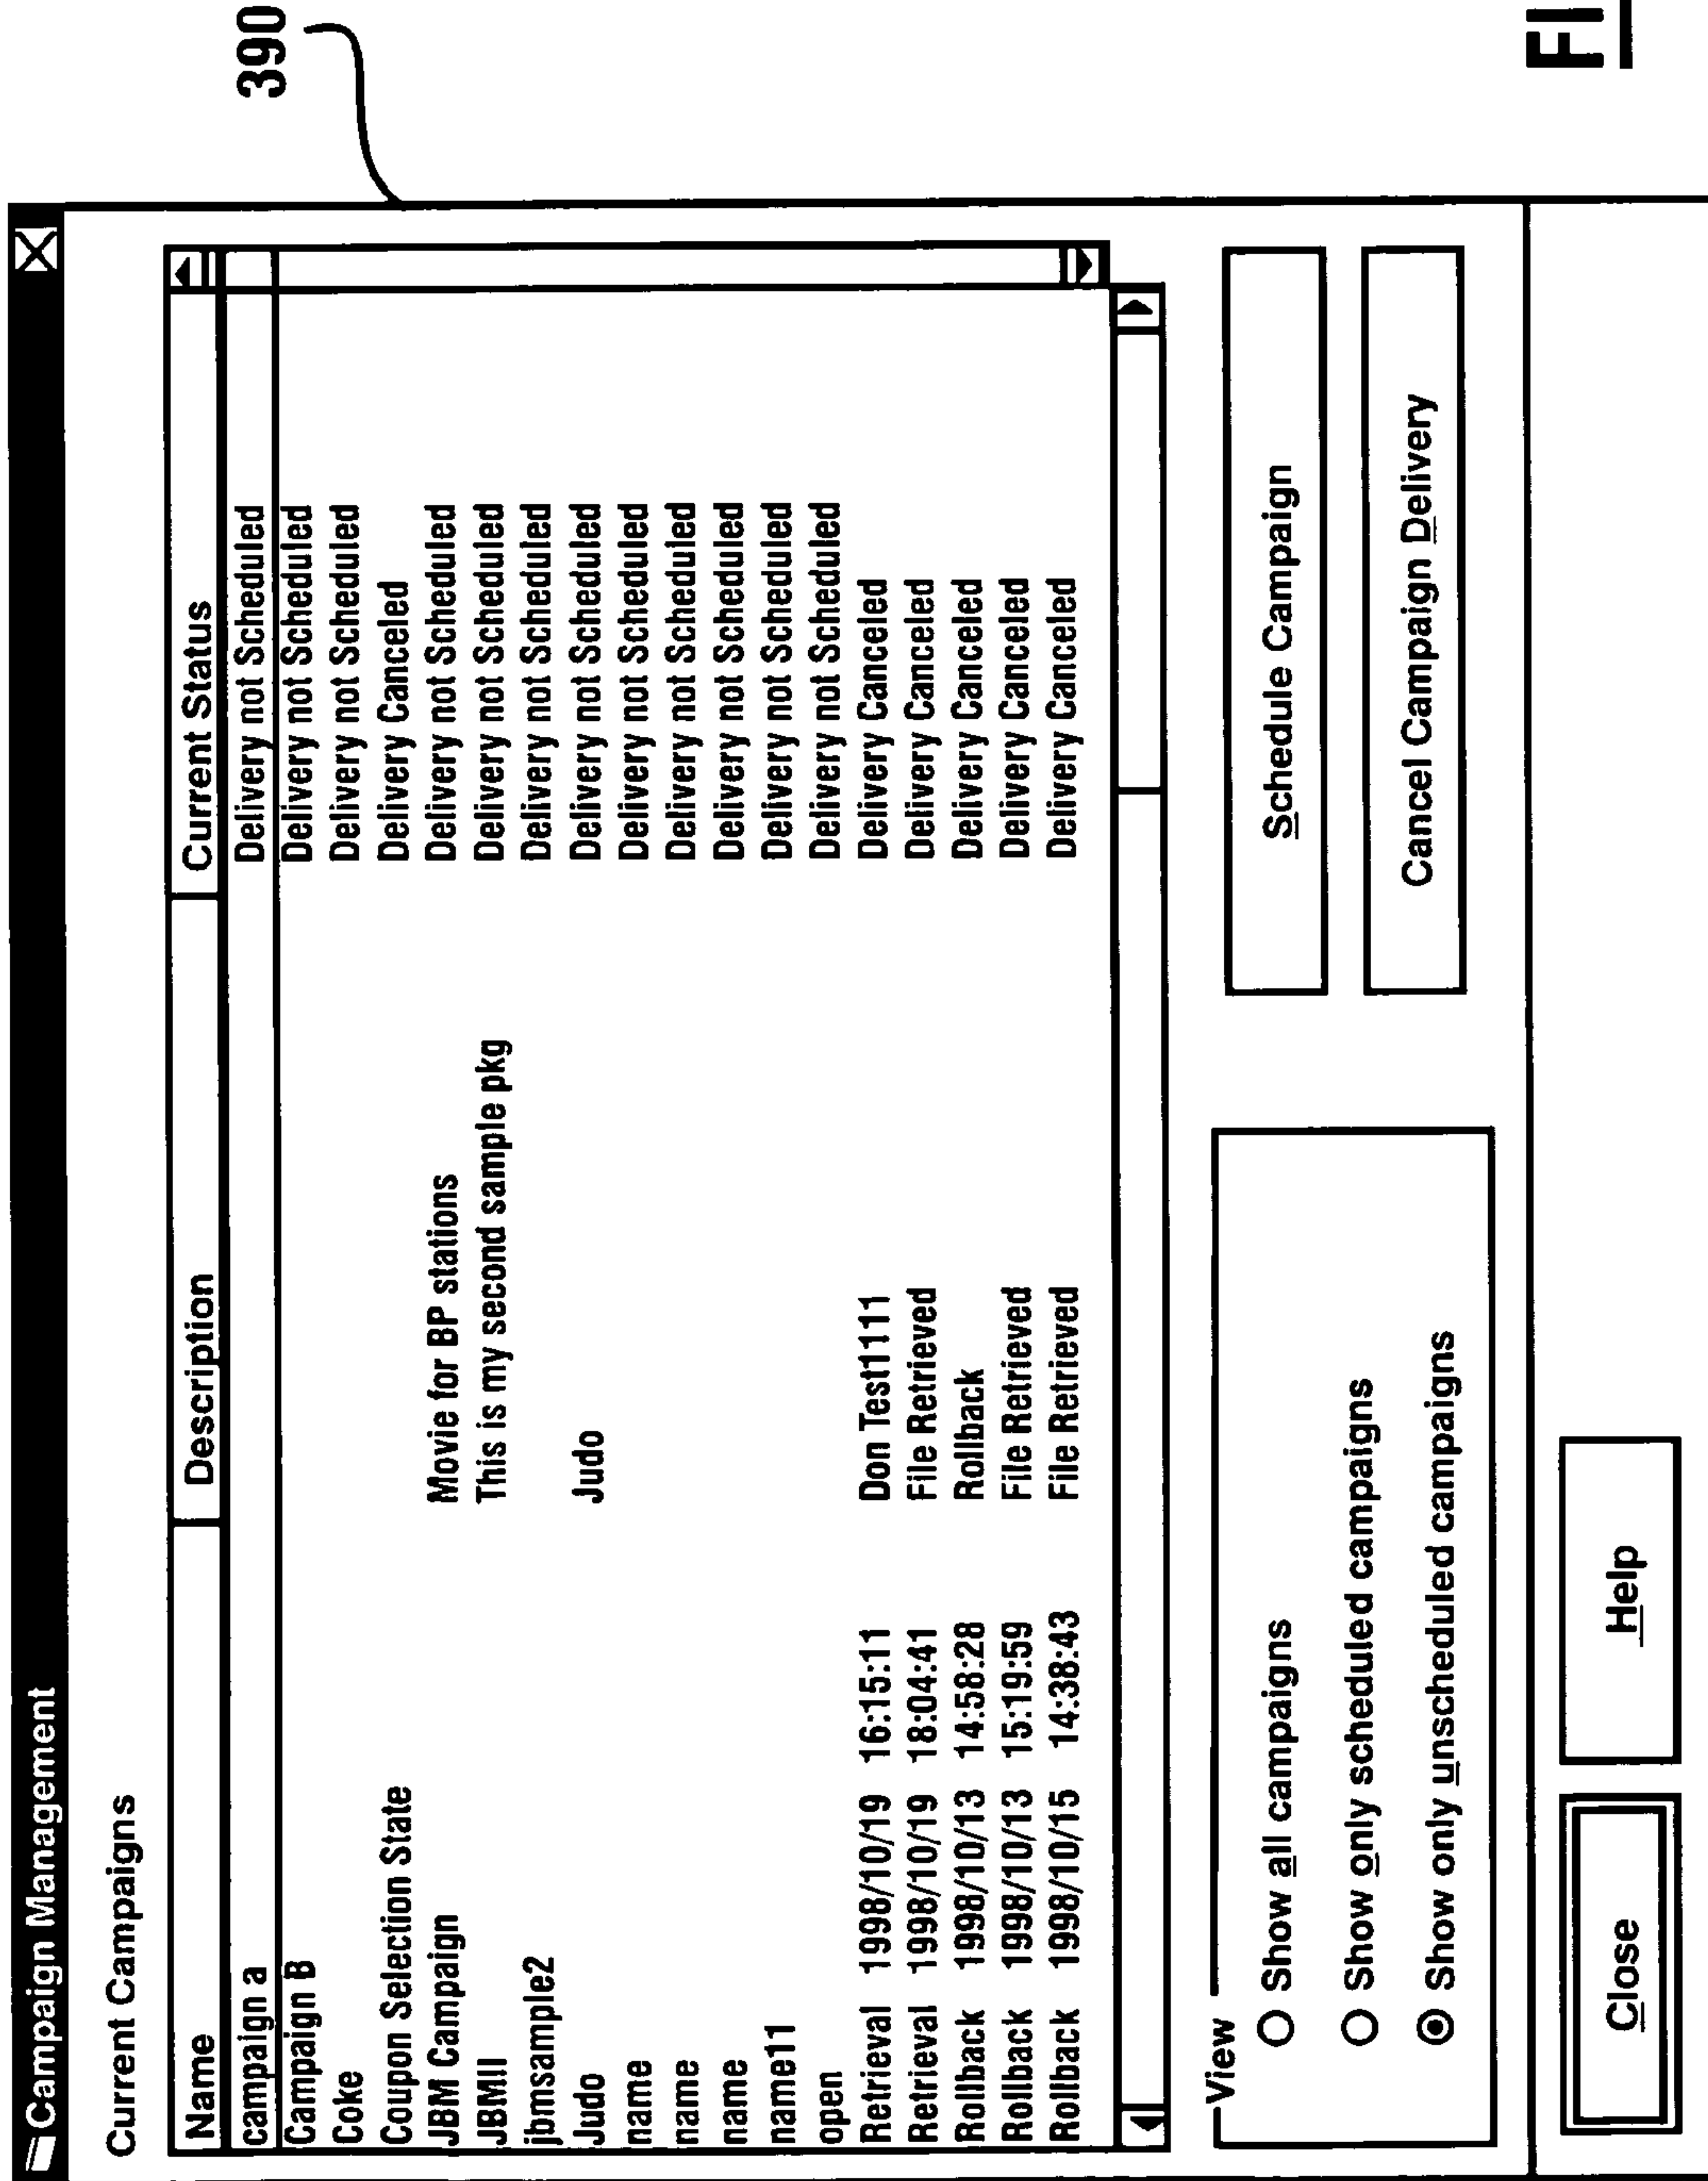 Campaign Management
Current Campaigns
Name Description Current Status
campaign a Delivery not Scheduled
Campaign B Delivery not Scheduled
Coke Delivery not Scheduled
Coupon Selection State Delivery Canceled
JBM Campaign Movie for BP stations Delivery not Scheduled
JBMII This is my second sample pkg Delivery not Scheduled
jbmsample2 Delivery not Scheduled
Judo Judo Delivery not Scheduled
name Delivery not Scheduled
name Delivery not Scheduled
name Delivery not Scheduled
name11 Delivery not Scheduled
open Delivery not Scheduled
Retrieval 1998/10/19 16:15:11 Don Test1111 Delivery Canceled
Retrieval 1998/10/19 18:04:41 File Retrieved Delivery Canceled
Rollback 1998/10/13 14:58:28 Rollback Delivery Canceled
Rollback 1998/10/13 15:19:59 File Retrieved Delivery Canceled
Rollback 1998/10/15 14:38:43 File Retrieved Delivery Canceled
View
Show all campaigns
Show only scheduled campaigns
Show only unscheduled campaigns
Schedule Campaign
Cancel Campaign Delivery
Close Help
390
FI